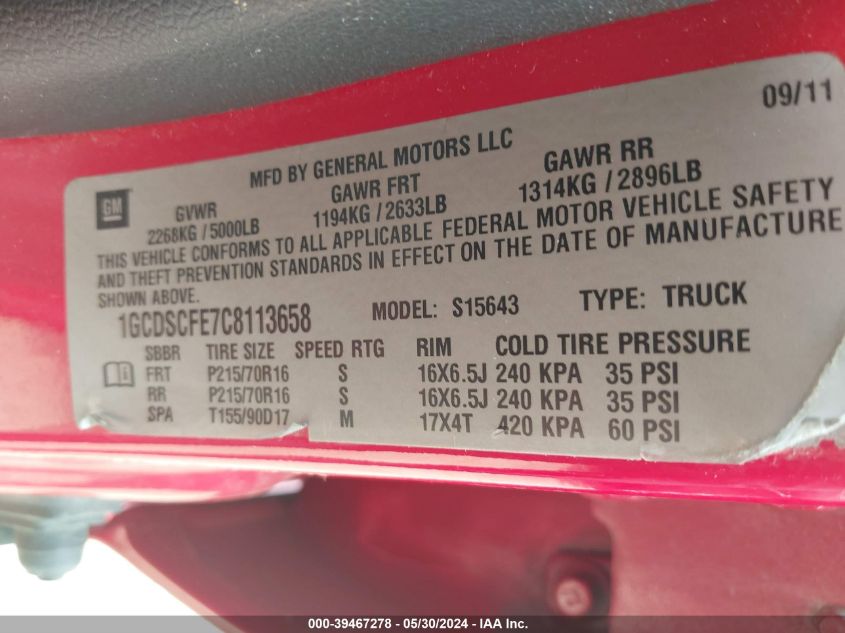 09/11
MFD BY GENERAL MOTORS LLC
GM
GVWR GAWR FRT GAWR RR
2268KG / 5000LB 1194KG / 2633LB 1314KG / 2896LB
THIS VEHICLE CONFORMS TO ALL APPLICABLE FEDERAL MOTOR VEHICLE SAFETY
AND THEFT PREVENTION STANDARDS IN EFFECT ON THE DATE OF MANUFACTURE
SHOWN ABOVE.
1GCDSCFE7C8113658 MODEL: S15643 TYPE: TRUCK
SBBR TIRE SIZE SPEED RTG RIM COLD TIRE PRESSURE
FRT P215/70R16 S 16X6.5J 240 KPA 35 PSI
RR P215/70R16 S 16X6.5J 240 KPA 35 PSI
SPA T155/90D17 M 17X4T 420 KPA 60 PSI
000-39467278 - 05/30/2024 - IAA Inc.